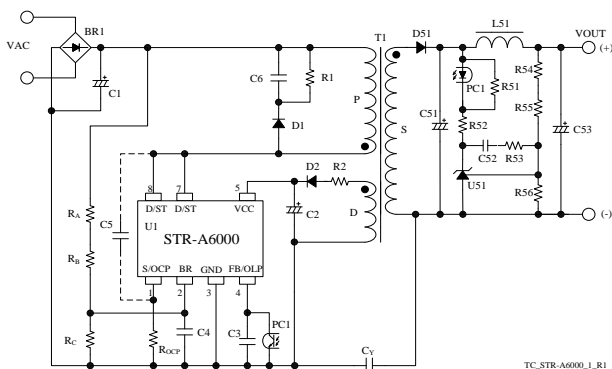 VAC
BR1
C1
C6
R1
D1
T1
P
S
D
D51
L51
VOUT
(+)
PC1
R51
R54
R55
C51
R52
C53
C52
R53
U51
R56
(-)
D2
R2
C2
C5
8
7
5
D/ST
D/ST
VCC
U1
STR-A6000
S/OCP
BR
GND
FB/OLP
1
2
3
4
RA
RB
RC
ROCP
C4
C3
PC1
CY
TC_STR-A6000_1_R1